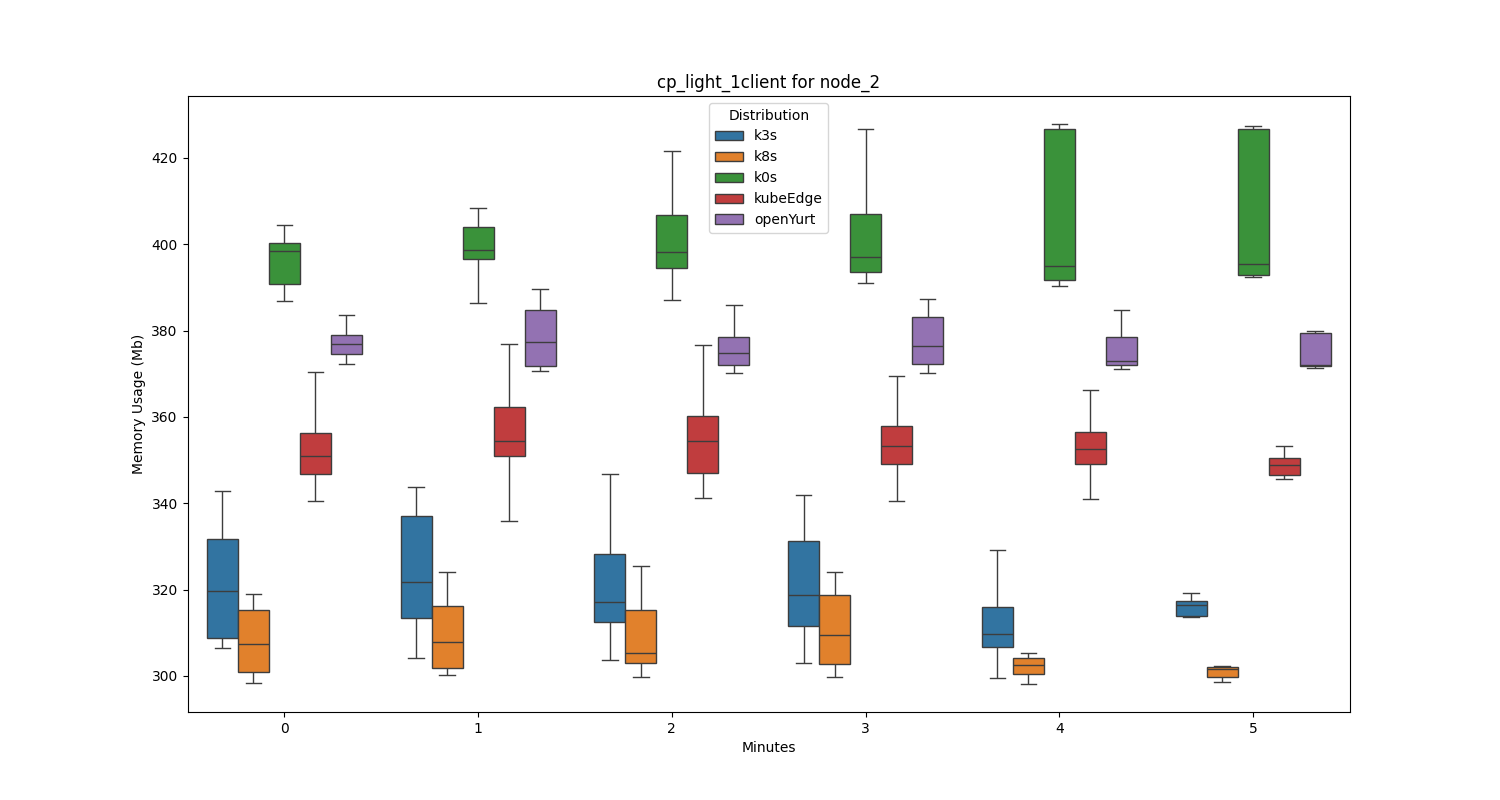 cp_light_1client for node_2
Distribution
k3s
k8s
k0s
kubeEdge
openYurt
Memory Usage (Mb)
420
400
380
360
340
320
300
0 1 2 3 4 5
Minutes